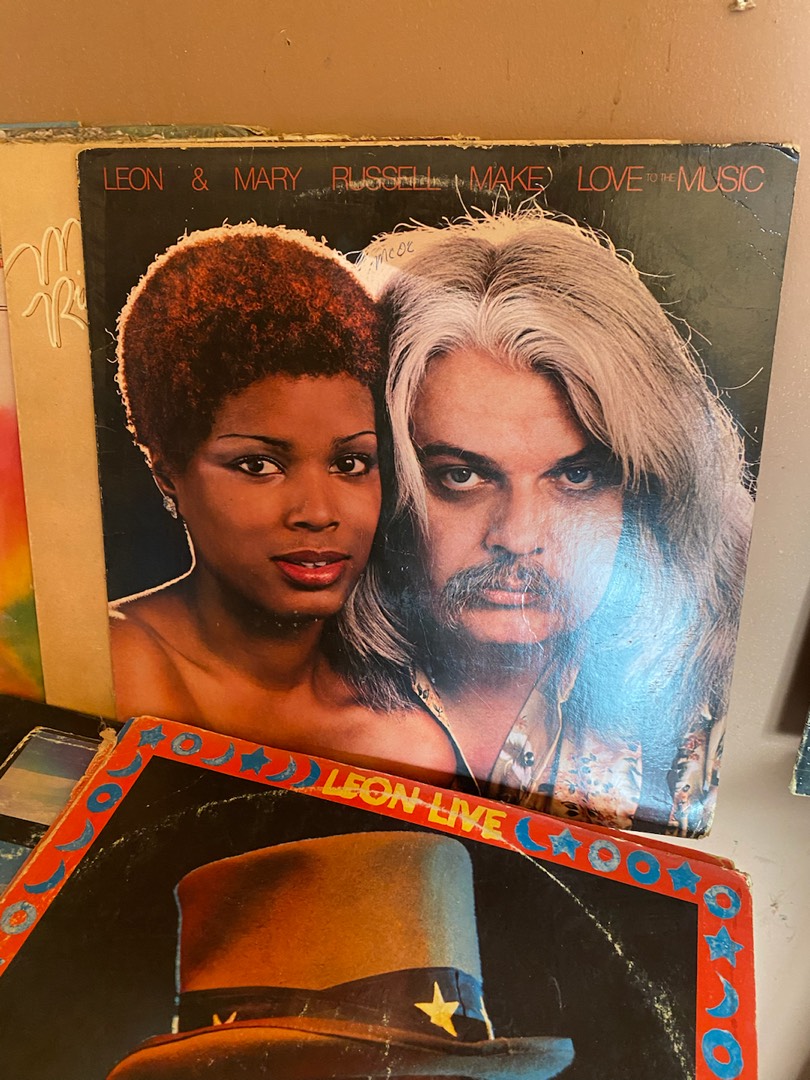 LEON & MARY RUSSELL MAKE LOVE TO THE MUSIC
LEON LIVE